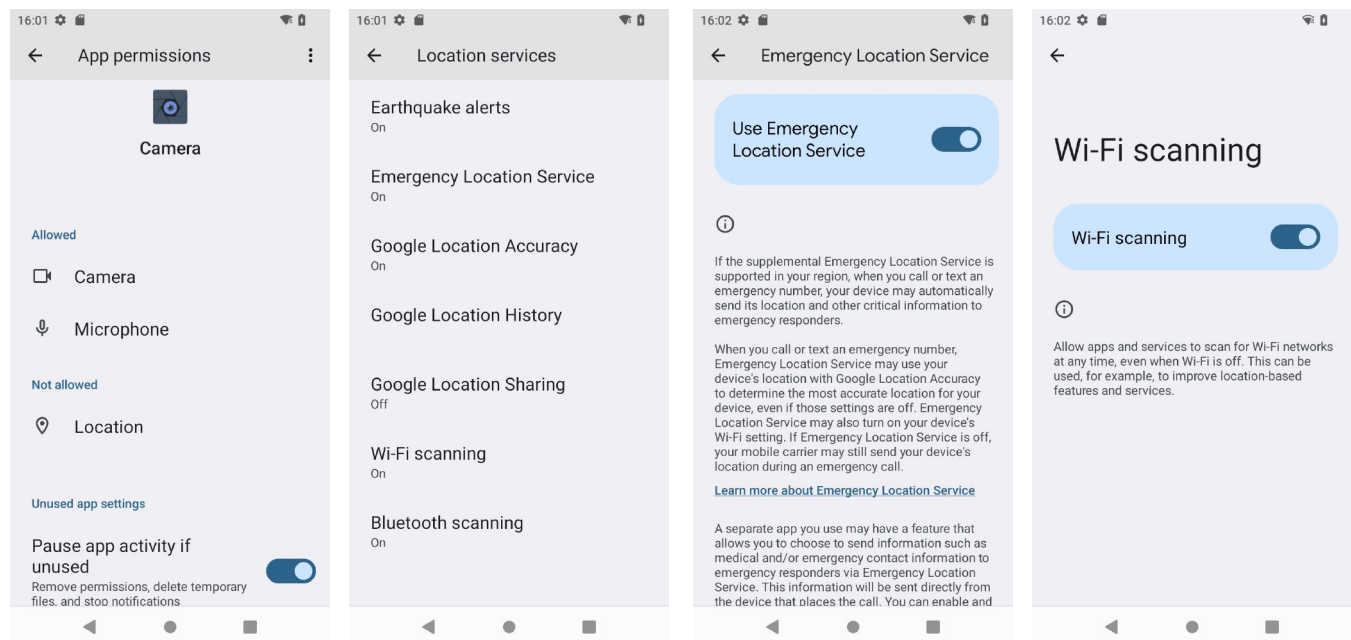 16:01
App permissions
Camera
Allowed
Camera
Microphone
Not allowed
Location
Unused app settings
Pause app activity if
unused
Remove permissions, delete temporary
files, and stop notifications
16:01
Location services
Earthquake alerts
On
Emergency Location Service
On
Google Location Accuracy
On
Google Location History
Google Location Sharing
Off
Wi-Fi scanning
On
Bluetooth scanning
On
16:02
Emergency Location Service
Use Emergency
Location Service
If the supplemental Emergency Location Service is
supported in your region, when you call or text an
emergency number, your device may automatically
send its location and other critical information to
emergency responders.
When you call or text an emergency number,
Emergency Location Service may use your
device's location with Google Location Accuracy
to determine the most accurate location for your
device, even if those settings are off. Emergency
Location Service may also turn on your device's
Wi-Fi setting. If Emergency Location Service is off,
your mobile carrier may still send your device's
location during an emergency call.
Learn more about Emergency Location Service
A separate app you use may have a feature that
allows you to choose to send information such as
medical and/or emergency contact information to
emergency responders via Emergency Location
Service. This information will be sent directly from
the device that places the call. You can enable and
16:02
Wi-Fi scanning
Wi-Fi scanning
Allow apps and services to scan for Wi-Fi networks
at any time, even when Wi-Fi is off. This can be
used, for example, to improve location-based
features and services.